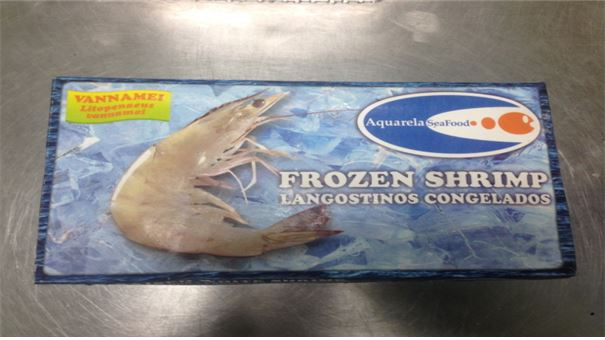 VANNAMEI
Litopenaeus
vannamei
Aquarela SeaFood
FROZEN SHRIMP
LANGOSTINOS CONGELADOS